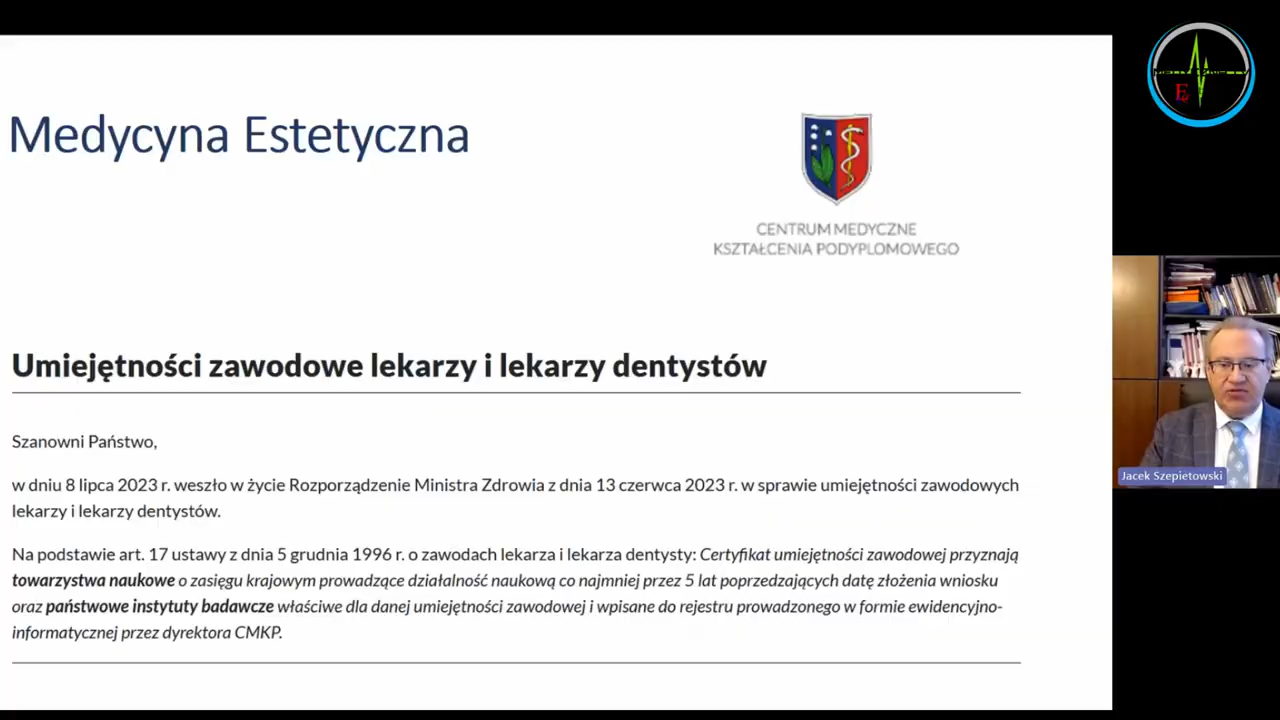 Medycyna Estetyczna
CENTRUM MEDYCZNE
KSZTAŁCENIA PODYPLOMOWEGO
Umiejętności zawodowe lekarzy i lekarzy dentystów
Szanowni Państwo,
w dniu 8 lipca 2023 r. weszło w życie Rozporządzenie Ministra Zdrowia z dnia 13 czerwca 2023 r. w sprawie umiejętności zawodowych
lekarzy i lekarzy dentystów.
Na podstawie art. 17 ustawy z dnia 5 grudnia 1996 r. o zawodach lekarza i lekarza dentysty: Certyfikat umiejętności zawodowej przyznają
towarzystwa naukowe o zasięgu krajowym prowadzące działalność naukową co najmniej przez 5 lat poprzedzających datę złożenia wniosku
oraz państwowe instytuty badawcze właściwe dla danej umiejętności zawodowej i wpisane do rejestru prowadzonego w formie ewidencyjno-
informatycznej przez dyrektora CMKP.
Jacek Szepietowski